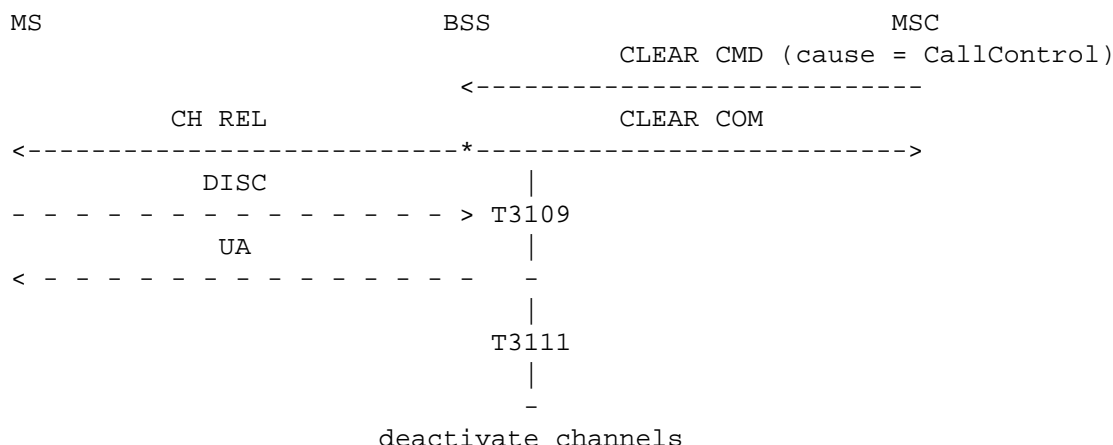 MS BSS MSC
CLEAR CMD (cause = CallControl)
<----------------------------
CH REL CLEAR COM
<---------------------------*--------------------------->
DISC |
- - - - - - - - - - - - - - > T3109
UA |
< - - - - - - - - - - - - - - -
|
T3111
|
-
deactivate channels